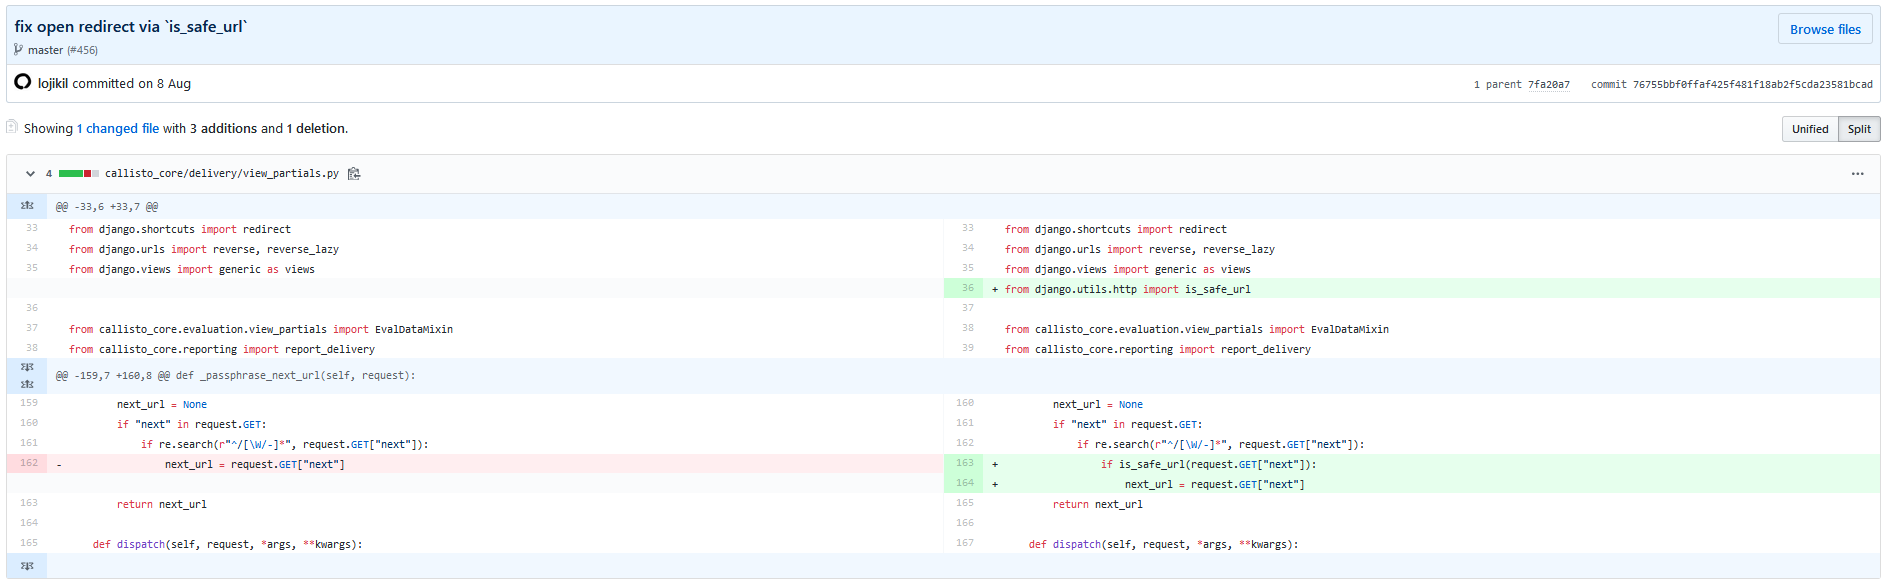 fix open redirect via `is_safe_url`
Browse files
master (#456)
lojikil committed on 8 Aug
1 parent 7fa20a7 commit 76755bbf0ffaf425f481f18ab2f5cda23581bcad
Showing 1 changed file with 3 additions and 1 deletion.
Unified Split
4 callisto_core/delivery/view_partials.py
@@ -33,6 +33,7 @@
33 from django.shortcuts import redirect 33 from django.shortcuts import redirect
34 from django.urls import reverse, reverse_lazy 34 from django.urls import reverse, reverse_lazy
35 from django.views import generic as views 35 from django.views import generic as views
36 + from django.utils.http import is_safe_url
36 37
37 from callisto_core.evaluation.view_partials import EvalDataMixin 38 from callisto_core.evaluation.view_partials import EvalDataMixin
38 from callisto_core.reporting import report_delivery 39 from callisto_core.reporting import report_delivery
@@ -159,7 +160,8 @@ def _passphrase_next_url(self, request):
159 next_url = None 160 next_url = None
160 if "next" in request.GET: 161 if "next" in request.GET:
161 if re.search(r"^/[\W/-]*", request.GET["next"]): 162 if re.search(r"^/[\W/-]*", request.GET["next"]):
162 - next_url = request.GET["next"] 163 + if is_safe_url(request.GET["next"]):
164 + next_url = request.GET["next"]
163 return next_url 165 return next_url
164 166
165 def dispatch(self, request, *args, **kwargs): 167 def dispatch(self, request, *args, **kwargs):